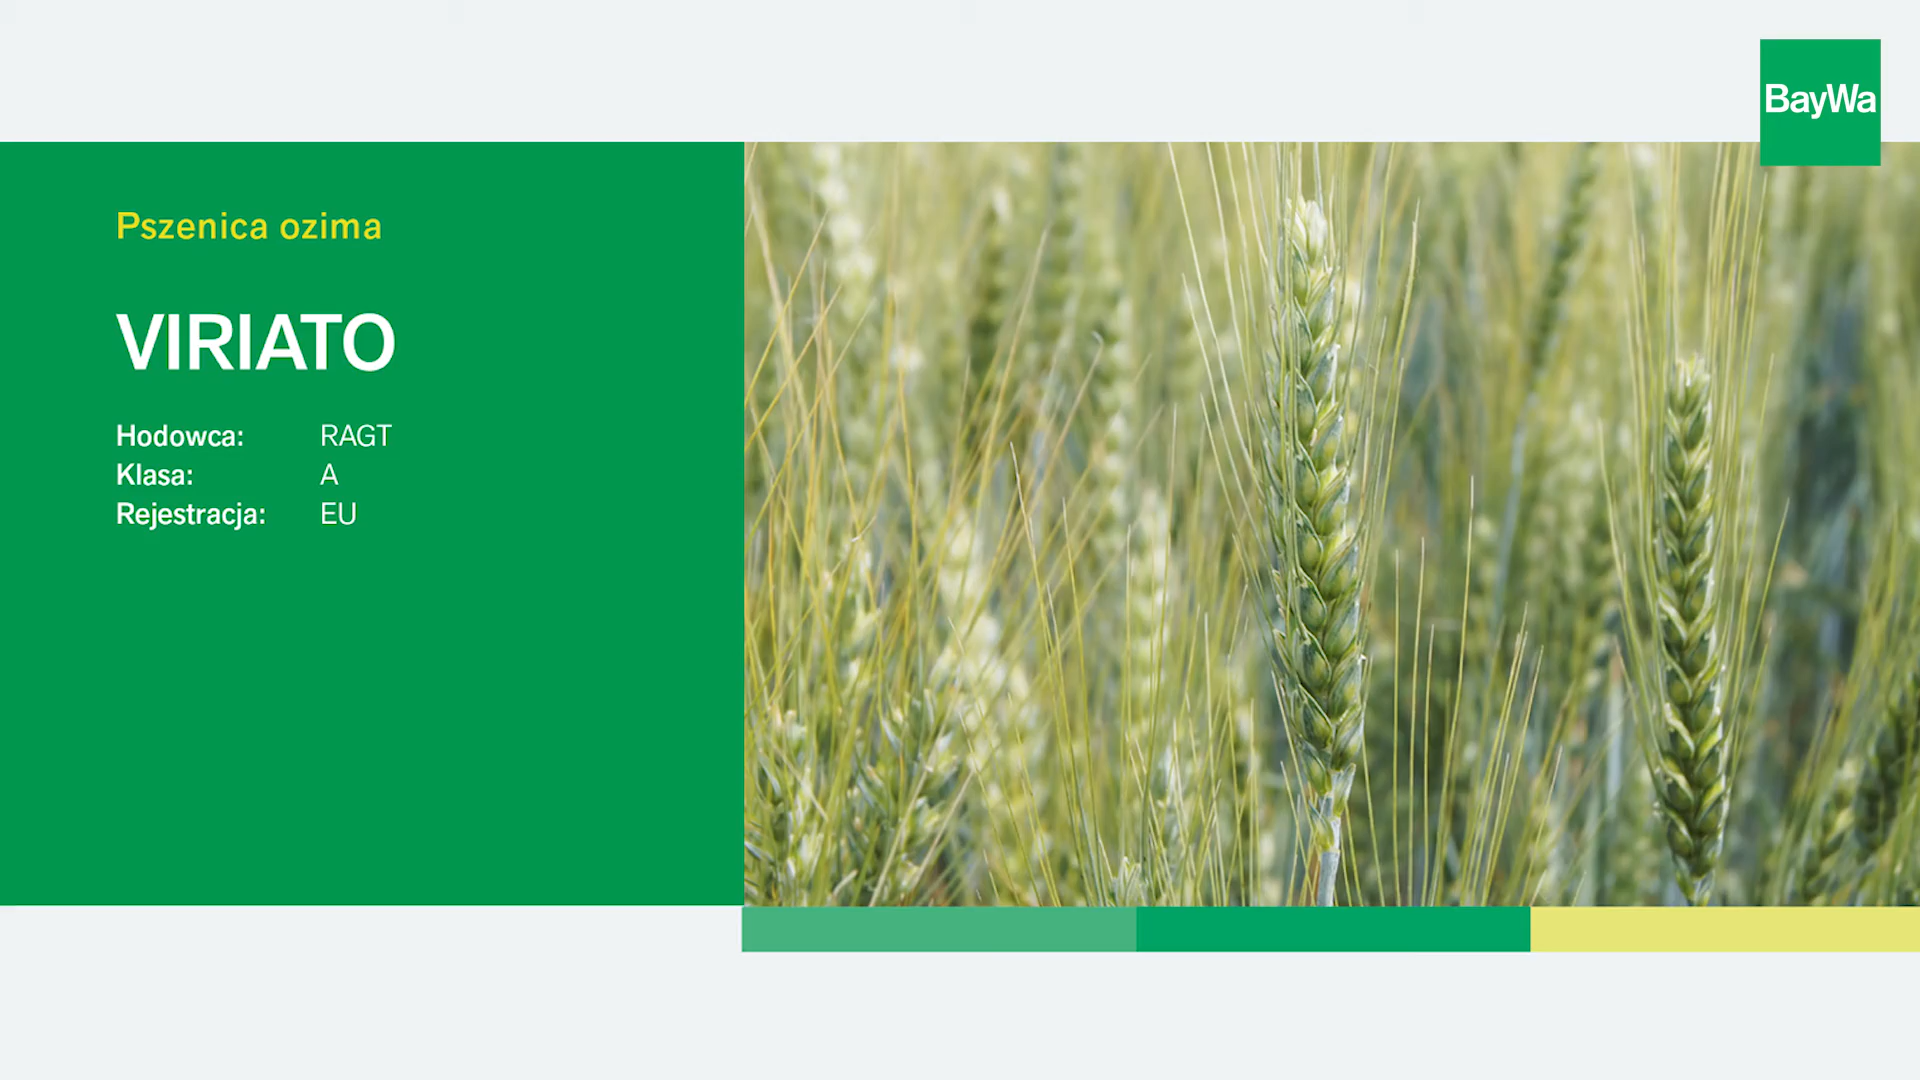 BayWa
Pszenica ozima
VIRIATO
Hodowca: RAGT
Klasa: A
Rejestracja: EU